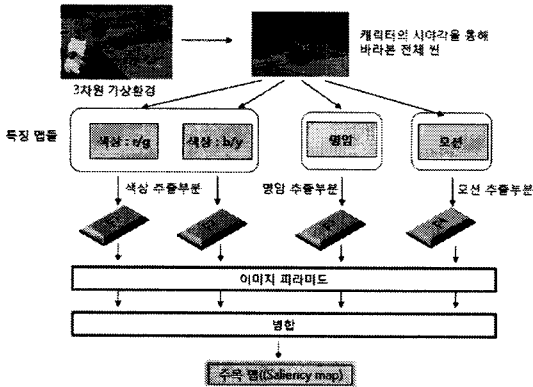 캐릭터의 시야각을 통해
바라본 전체 씬
3차원 가상환경
특징 맵들
색상 : r/g
색상 : b/y
명암
모션
색상 추출부분
명암 추출부분
모션 추출부분
이미지 피라미드
병합
주목 맵((Saliency map)